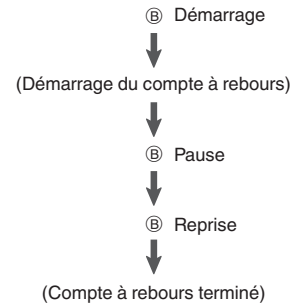 Ⓑ Démarrage
(Démarrage du compte à rebours)
Ⓑ Pause
Ⓑ Reprise
(Compte à rebours terminé)